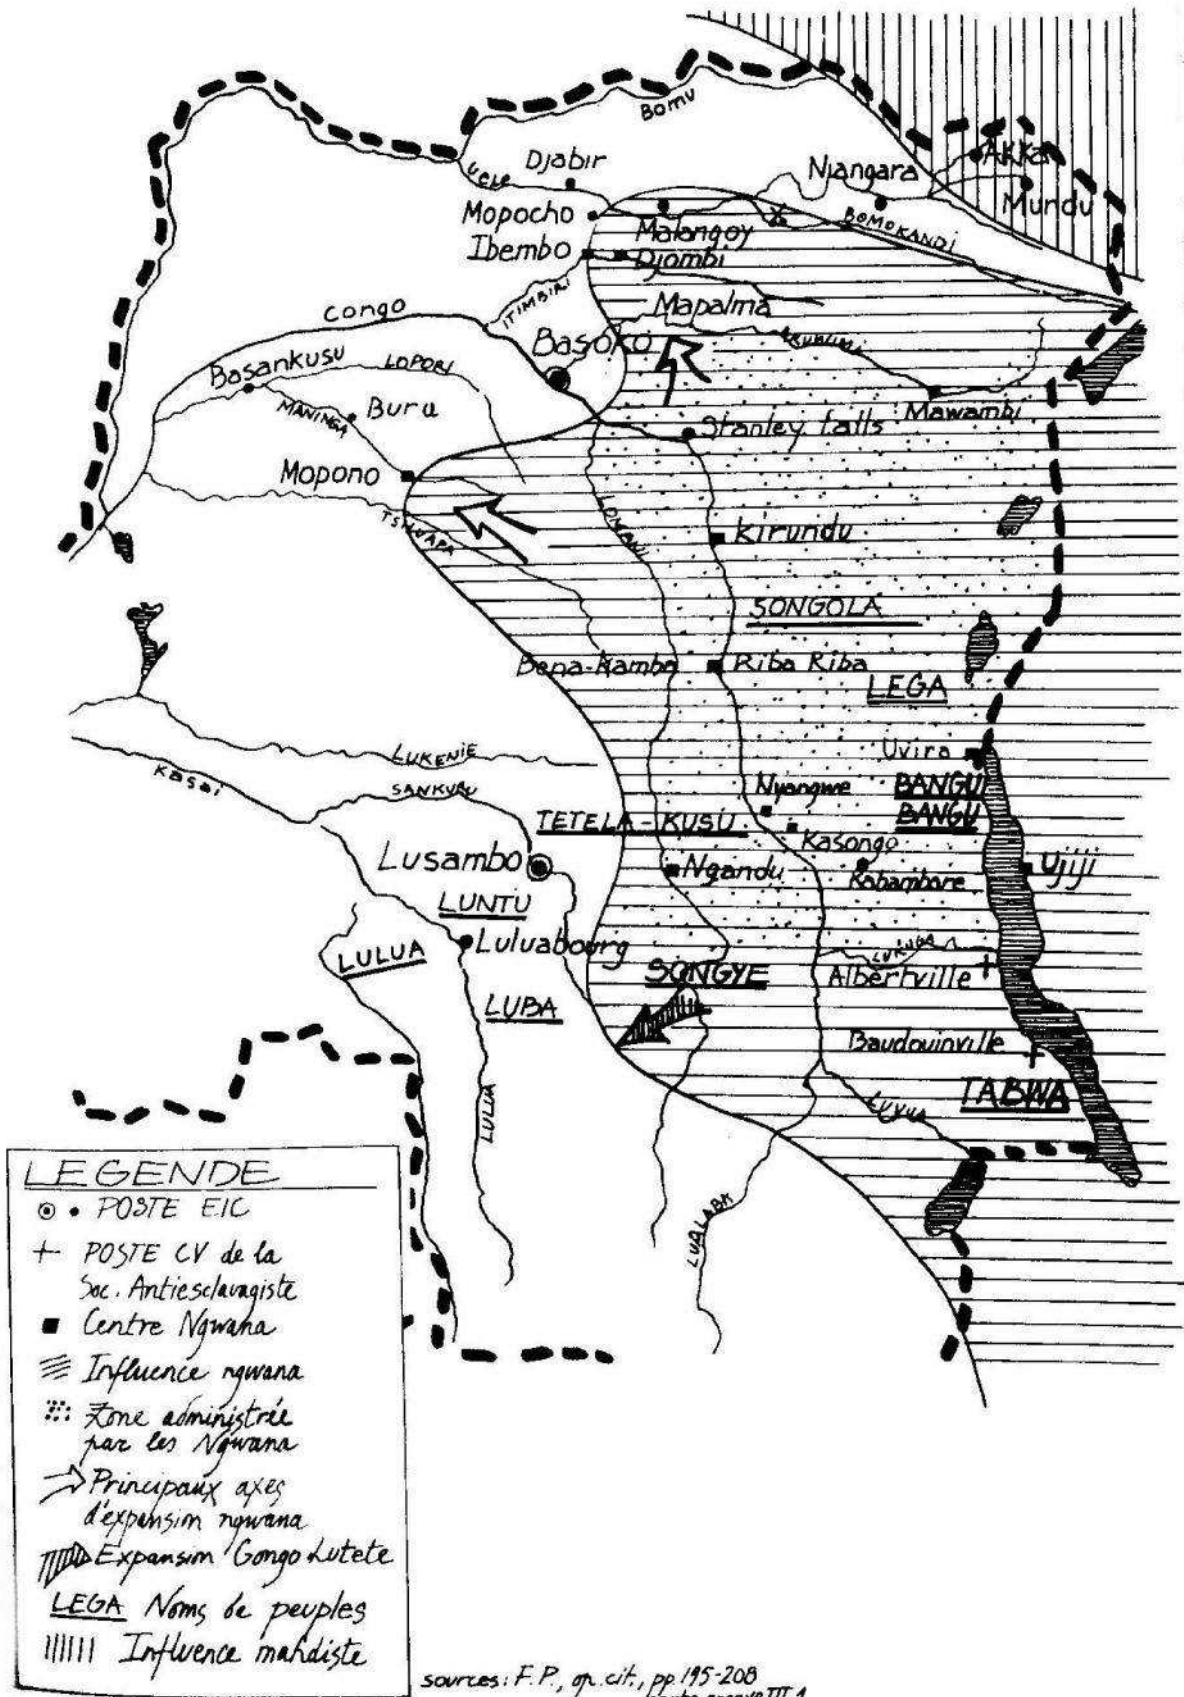 Bomu
UCLE
Djabir
Niangara
AKKA
Mundu
Mopocho
Malangoy
BOMOKANDI
Ibembo
Djombi
ITIMBIRI
Mapalma
Congo
Basoko
Basankusu
LOPORI
MANINGA
Buru
Mawambi
Stanley falls
Mopono
TSHWAPA
LOMANI
Kirundu
SONGOLA
Bena-Kamba
Riba Riba
LEGA
LUKENIE
Uvira
Kasai
SANKURU
Nyangwe
BANGU
BANGU
TETELA-KUSU
Kasongo
Lusambo
Ngandu
Kabambare
Ujiji
LUNTU
Luluabourg
LULUA
LUKUGA
SONGYE
Albertville
LUBA
Baudouinville
TABWA
LULUA
LUVUA
LUALABA
LEGENDE
POSTE EIC
POSTE CV de la
Soc. Antiesclavagiste
Centre Ngwana
Influence ngwana
Zone administrée
par les Ngwana
Principaux axes
d'expansion ngwana
Expansion Gongo Lutete
LEGA Noms de peuples
Influence mahdiste
sources: F.P., op. cit., pp. 195-208